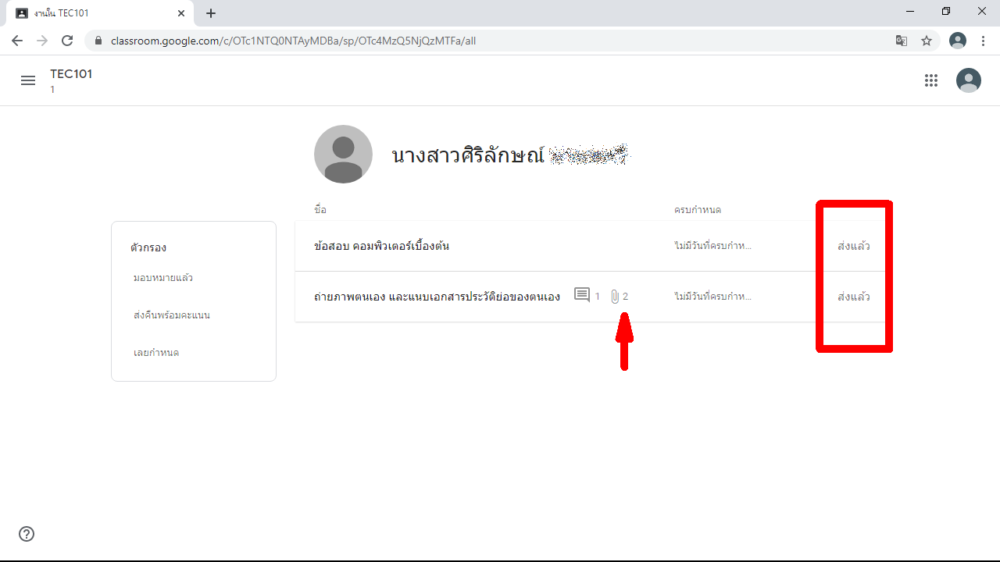 งานใน TEC101
classroom.google.com/c/OTc1NTQ0NTAyMDBa/sp/OTc4MzQ5NjQzMTFa/all
TEC101
1
นางสาวศิริลักษณ์
ชื่อ ครบกำหนด
ตัวกรอง
มอบหมายแล้ว
ส่งคืนพร้อมคะแนน
เลยกำหนด
ข้อสอบ คอมพิวเตอร์เบื้องต้น ไม่มีวันที่ครบกำห... ส่งแล้ว
ถ่ายภาพตนเอง และแนบเอกสารประวัติย่อของตนเอง 1 2 ไม่มีวันที่ครบกำห... ส่งแล้ว